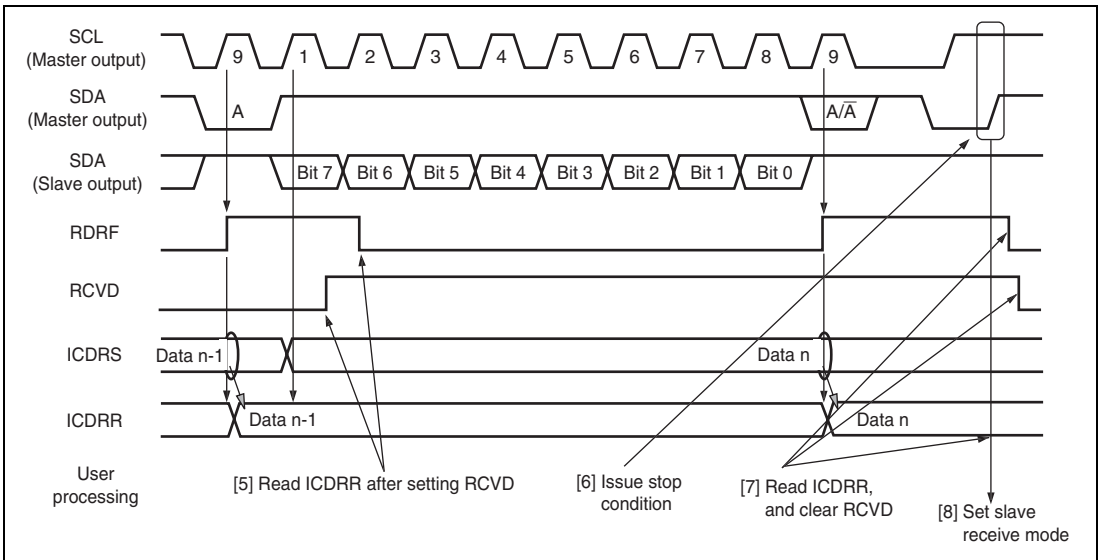 SCL
(Master output)
9 1 2 3 4 5 6 7 8 9
SDA
(Master output)
A A/A̅
SDA
(Slave output)
Bit 7 Bit 6 Bit 5 Bit 4 Bit 3 Bit 2 Bit 1 Bit 0
RDRF
RCVD
ICDRS
Data n-1 Data n
ICDRR
Data n-1 Data n
User
processing
[5] Read ICDRR after setting RCVD
[6] Issue stop
condition
[7] Read ICDRR,
and clear RCVD
[8] Set slave
receive mode